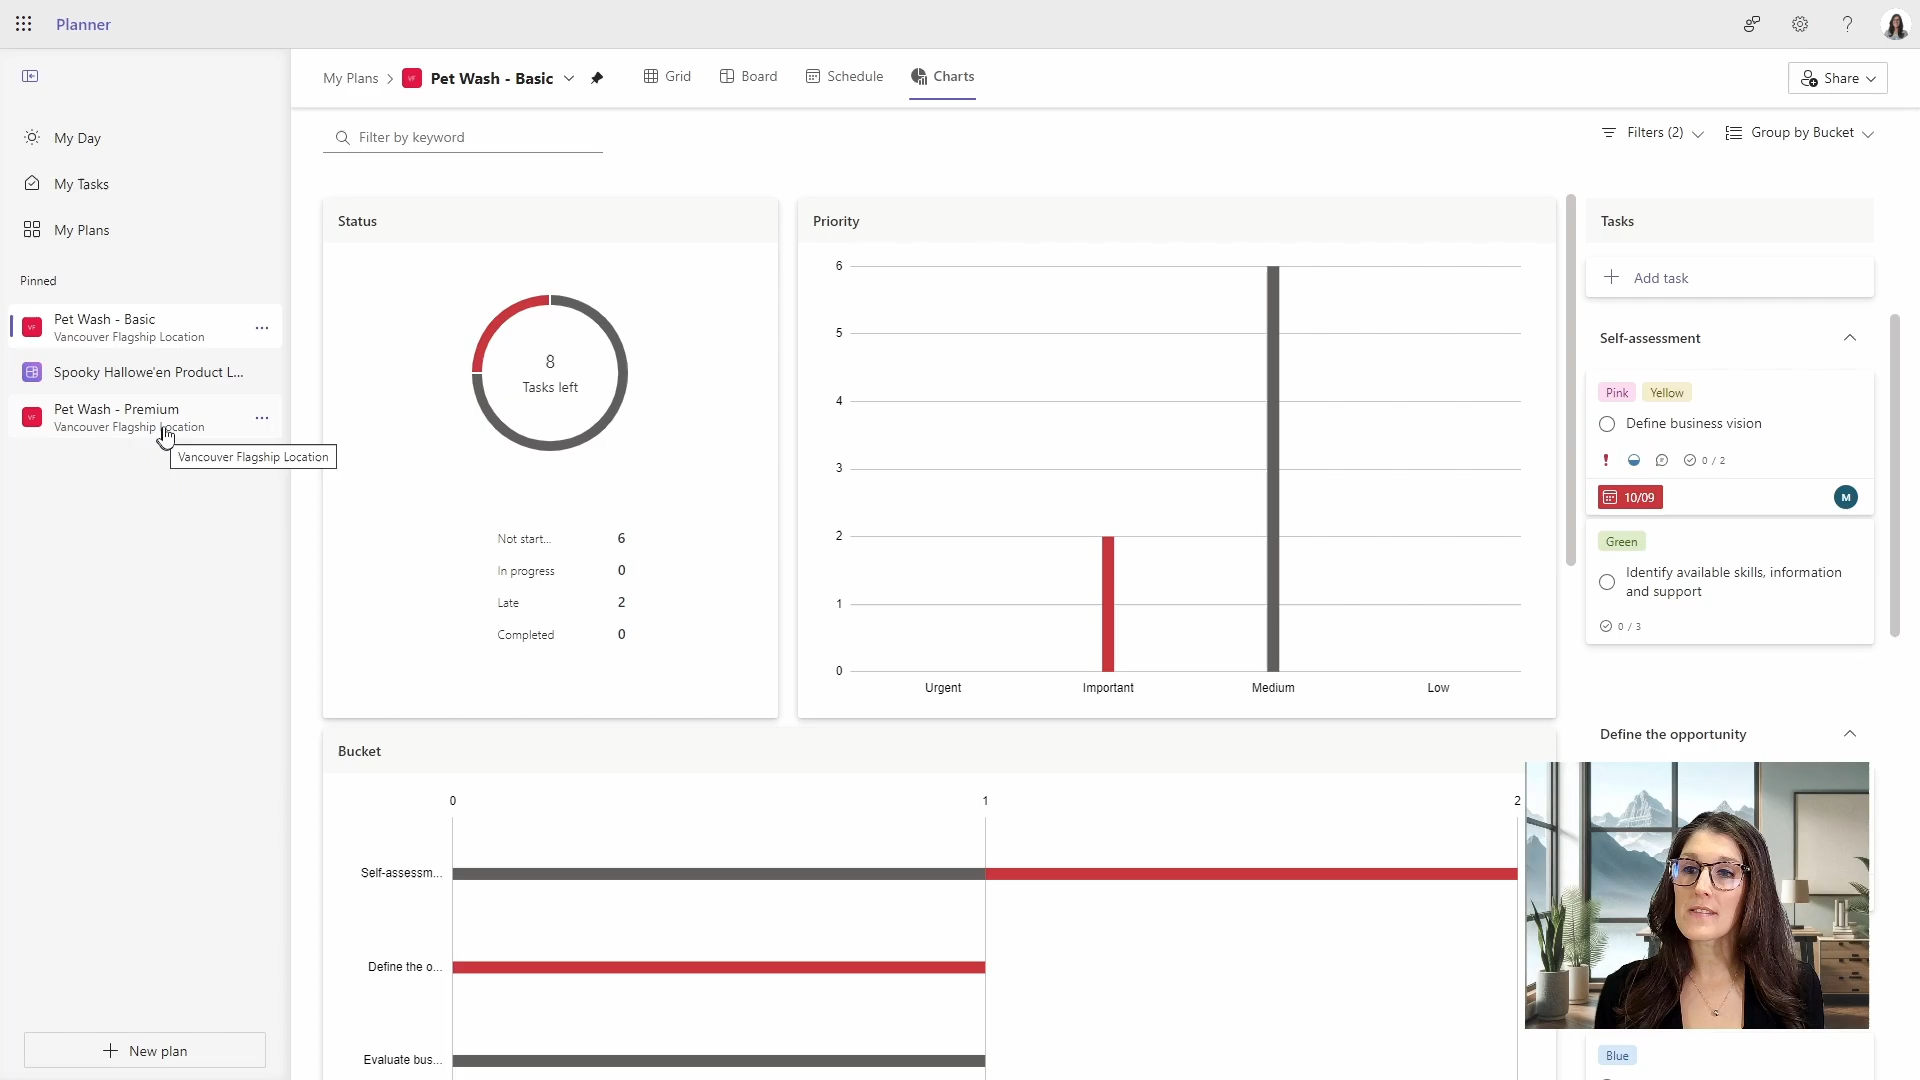 Planner
My Day
My Tasks
My Plans
Pinned
VF
Pet Wash - Basic
Vancouver Flagship Location
Spooky Hallowe'en Product L...
VF
Pet Wash - Premium
Vancouver Flagship Location
Vancouver Flagship Location
New plan
My Plans
VF
Pet Wash - Basic
Grid
Board
Schedule
Charts
Share
Filter by keyword
Filters (2)
Group by Bucket
Status
8
Tasks left
Not start... 6
In progress 0
Late 2
Completed 0
Priority
6
5
4
3
2
1
0
Urgent Important Medium Low
Bucket
0 1 2
Self-assessm...
Define the o...
Evaluate bus...
Tasks
Add task
Self-assessment
Pink Yellow
Define business vision
0 / 2
10/09
M
Green
Identify available skills, information
and support
0 / 3
Define the opportunity
Blue